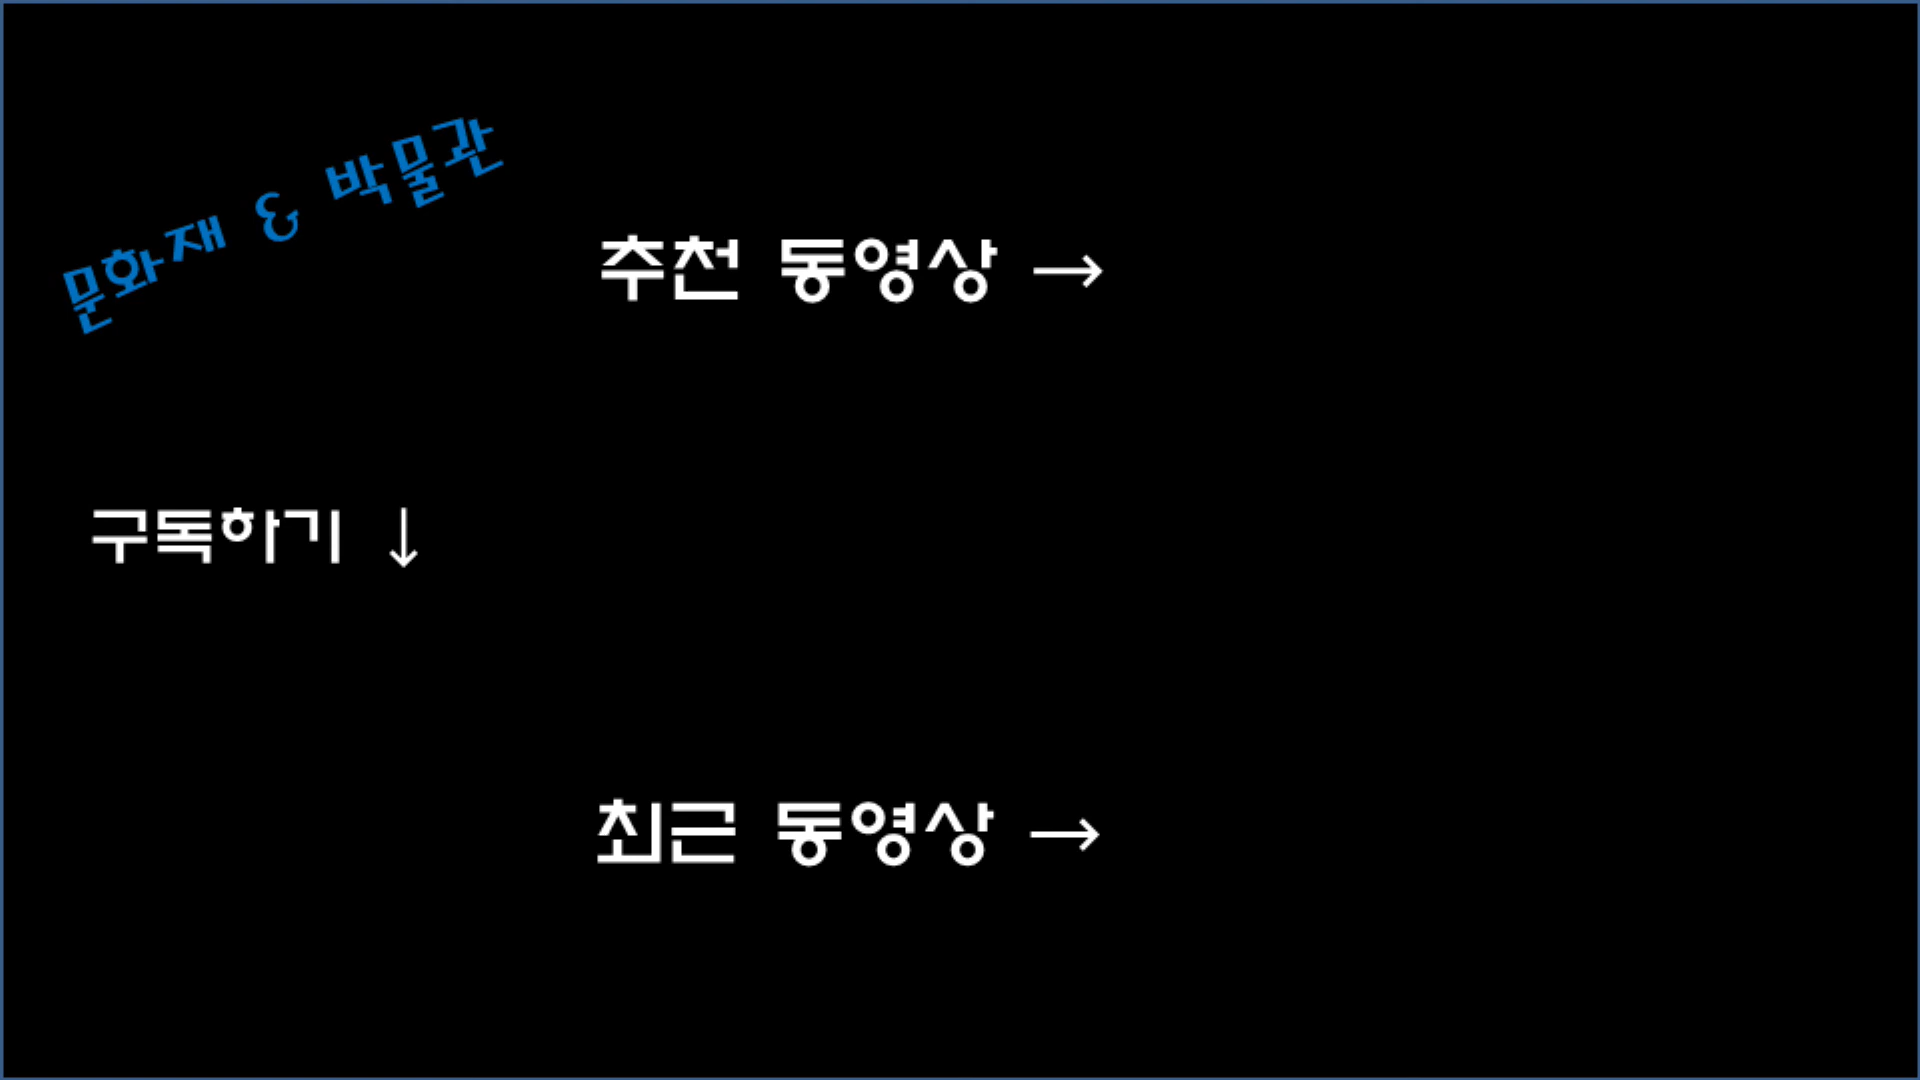 문화재 & 박물관
추천 동영상 →
구독하기 ↓
최근 동영상 →